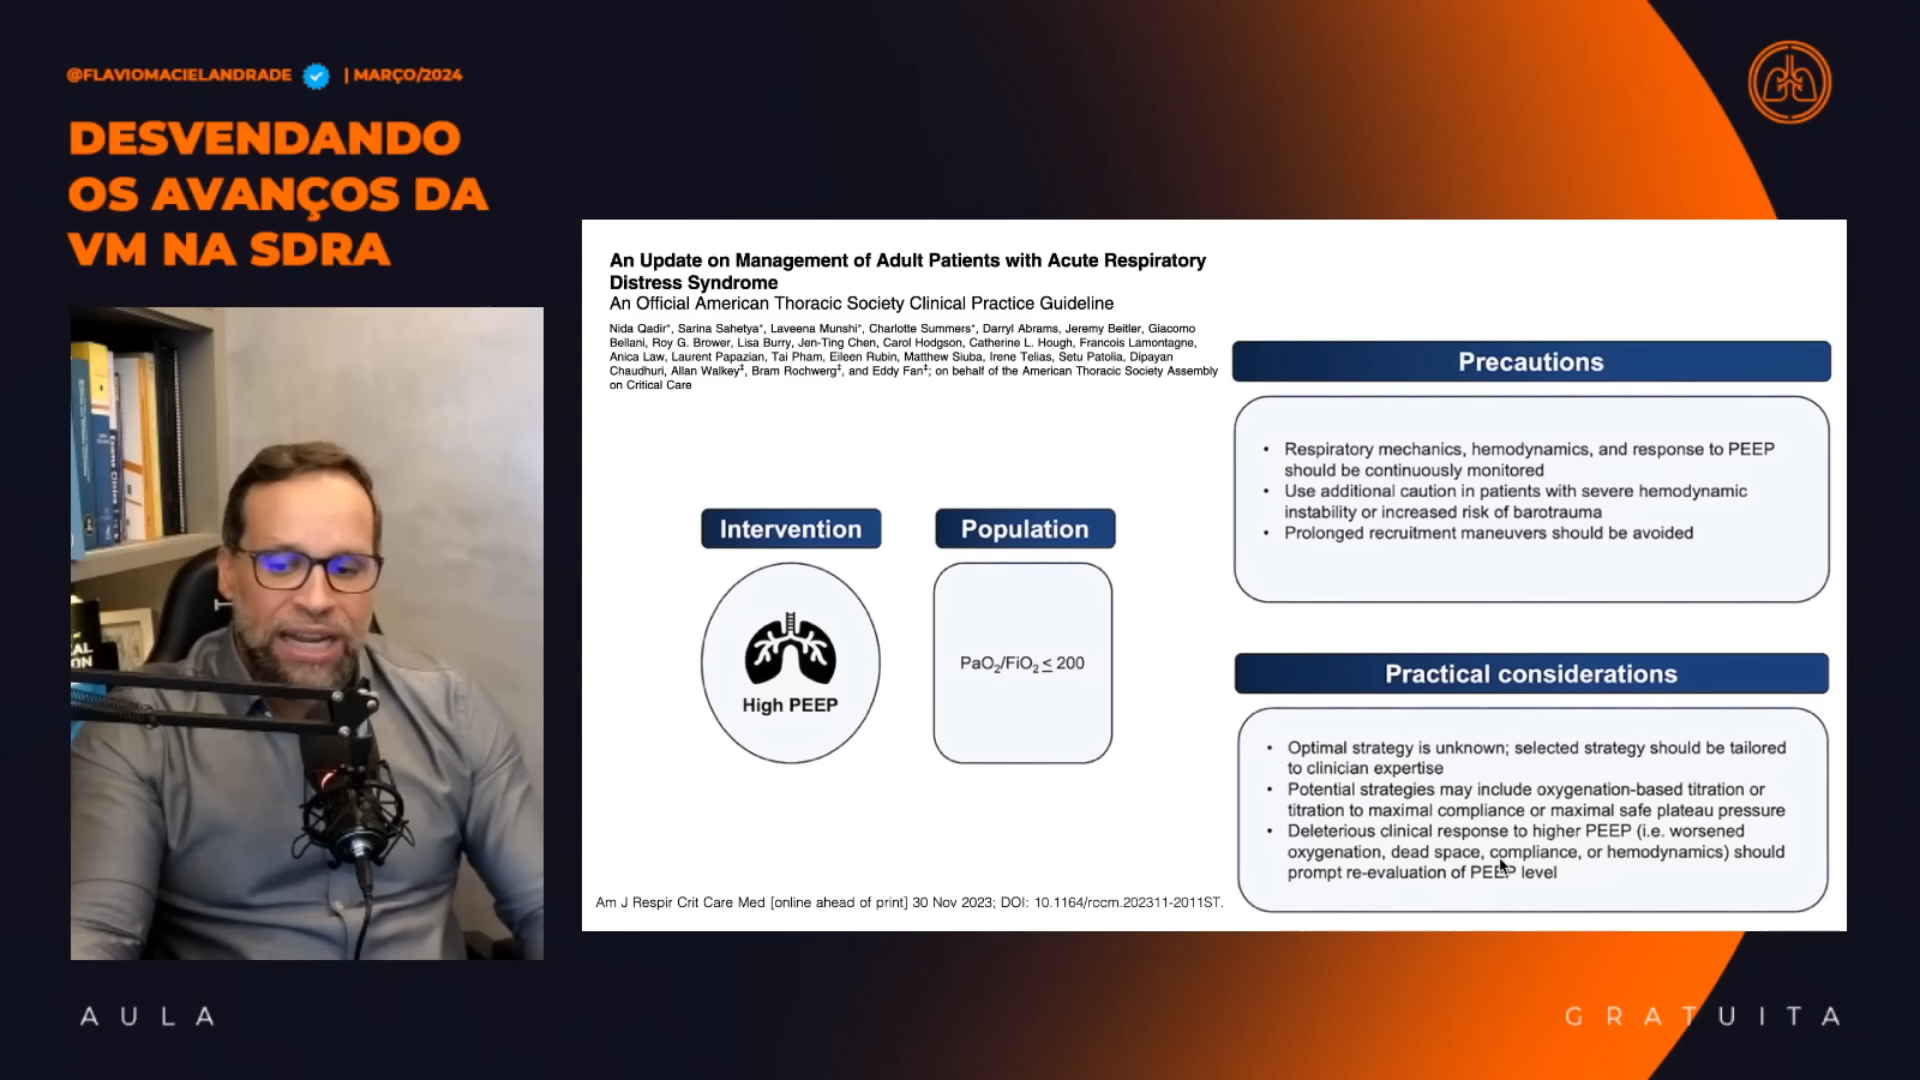 @FLAVIOMACIELANDRADE | MARÇO/2024
DESVENDANDO
OS AVANÇOS DA
VM NA SDRA
An Update on Management of Adult Patients with Acute Respiratory
Distress Syndrome
An Official American Thoracic Society Clinical Practice Guideline
Nida Qadir*, Sarina Sahetya*, Laveena Munshi*, Charlotte Summers*, Darryl Abrams, Jeremy Beitler, Giacomo
Bellani, Roy G. Brower, Lisa Burry, Jen-Ting Chen, Carol Hodgson, Catherine L. Hough, Francois Lamontagne,
Anica Law, Laurent Papazian, Tai Pham, Eileen Rubin, Matthew Siuba, Irene Telias, Setu Patolia, Dipayan
Chaudhuri, Allan Walkey‡, Bram Rochwerg‡, and Eddy Fan‡; on behalf of the American Thoracic Society Assembly
on Critical Care
Intervention
High PEEP
Population
PaO₂/FiO₂ ≤ 200
Precautions
• Respiratory mechanics, hemodynamics, and response to PEEP
should be continuously monitored
• Use additional caution in patients with severe hemodynamic
instability or increased risk of barotrauma
• Prolonged recruitment maneuvers should be avoided
Practical considerations
• Optimal strategy is unknown; selected strategy should be tailored
to clinician expertise
• Potential strategies may include oxygenation-based titration or
titration to maximal compliance or maximal safe plateau pressure
• Deleterious clinical response to higher PEEP (i.e. worsened
oxygenation, dead space, compliance, or hemodynamics) should
prompt re-evaluation of PEEP level
Am J Respir Crit Care Med [online ahead of print] 30 Nov 2023; DOI: 10.1164/rccm.202311-2011ST.
AULA
GRATUITA